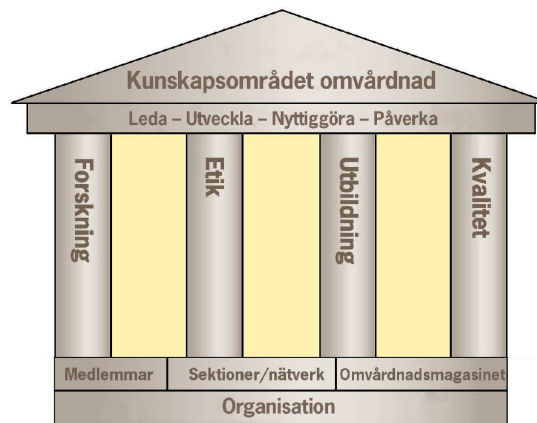 Kunskapsområdet omvårdnad
Leda – Utveckla – Nyttiggöra – Påverka
Forskning
Etik
Utbildning
Kvalitet
Medlemmar
Sektioner/nätverk
Omvårdnadsmagasinet
Organisation